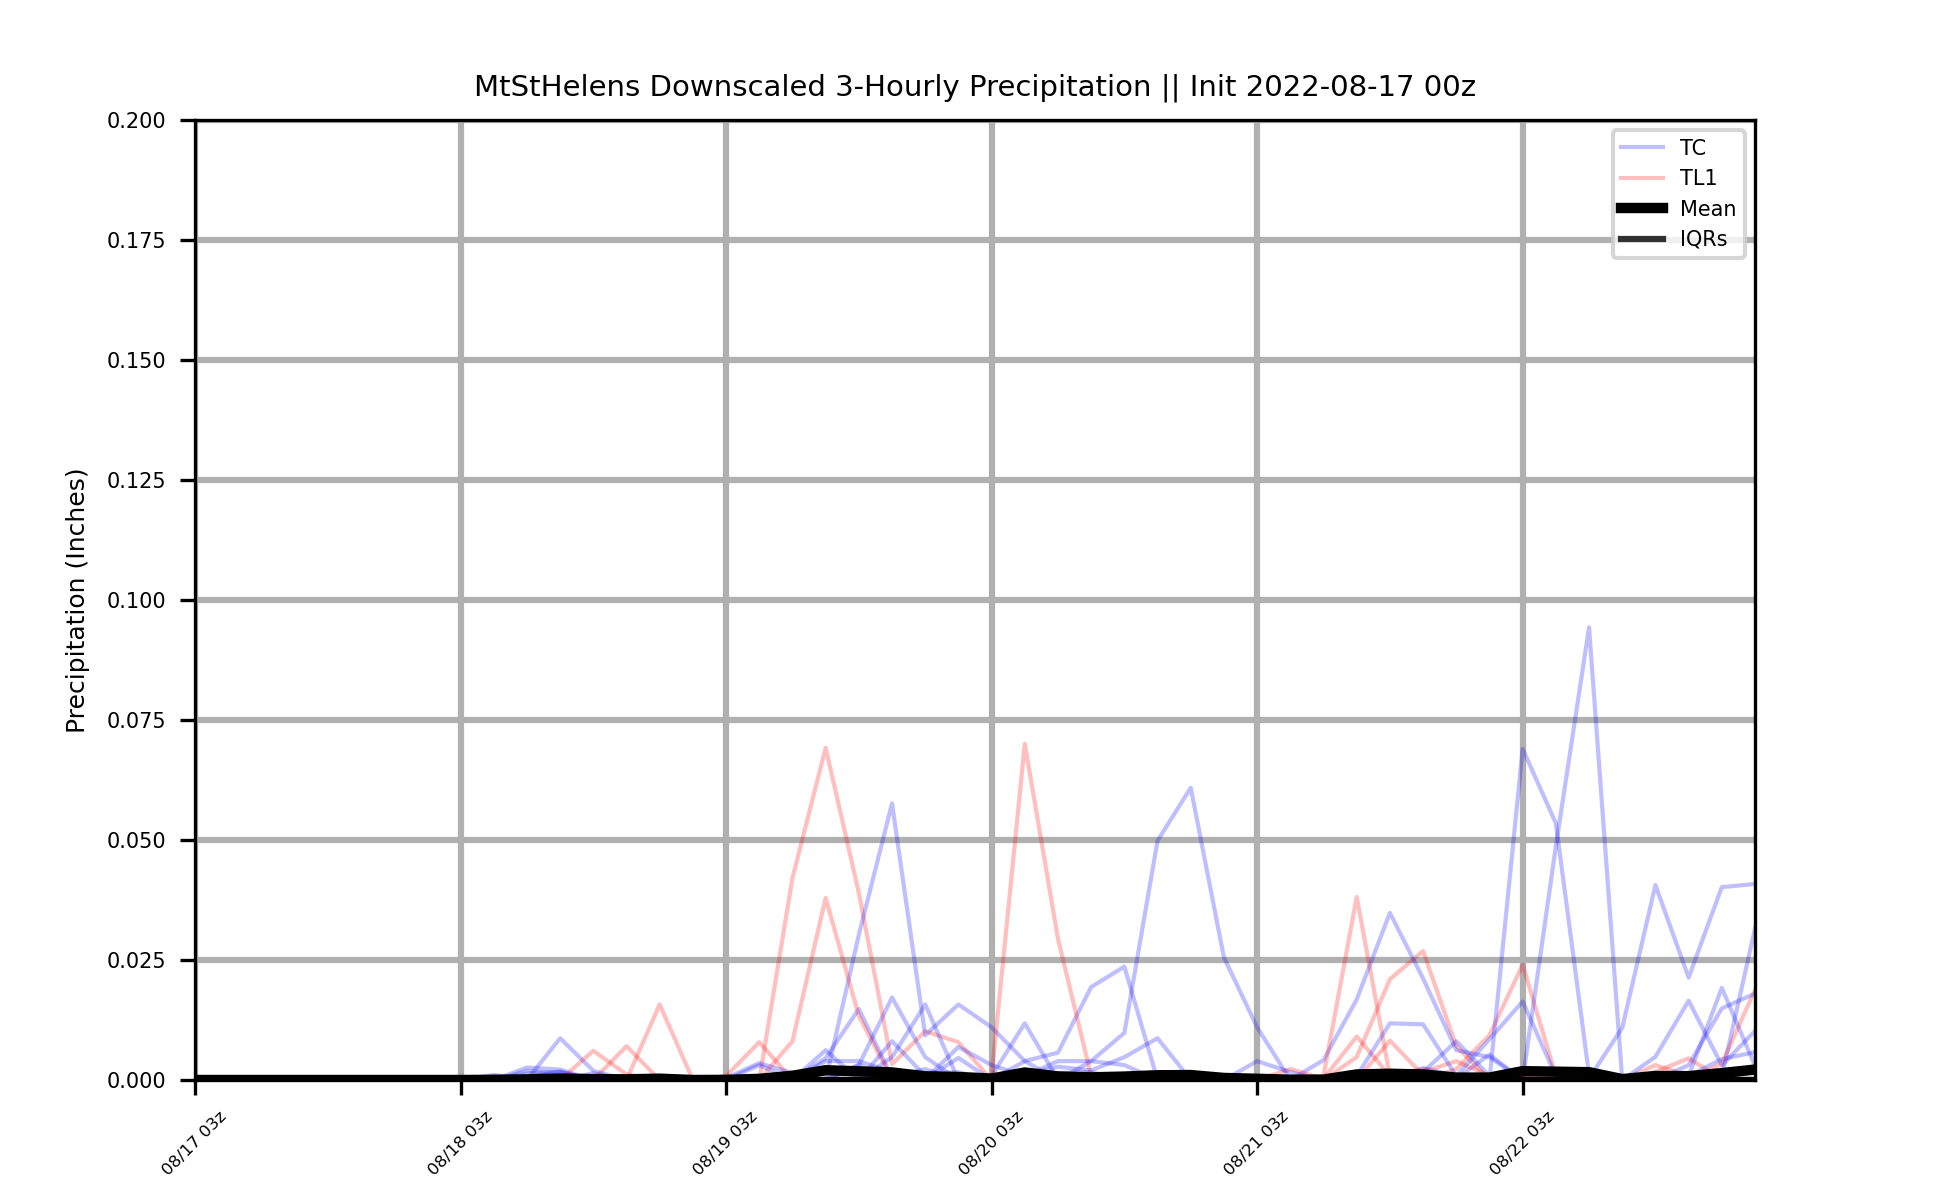 MtStHelens Downscaled 3-Hourly Precipitation || Init 2022-08-17 00z
TC
TL1
Mean
IQRs
Precipitation (Inches)
0.200
0.175
0.150
0.125
0.100
0.075
0.050
0.025
0.000
08/17 03z
08/18 03z
08/19 03z
08/20 03z
08/21 03z
08/22 03z